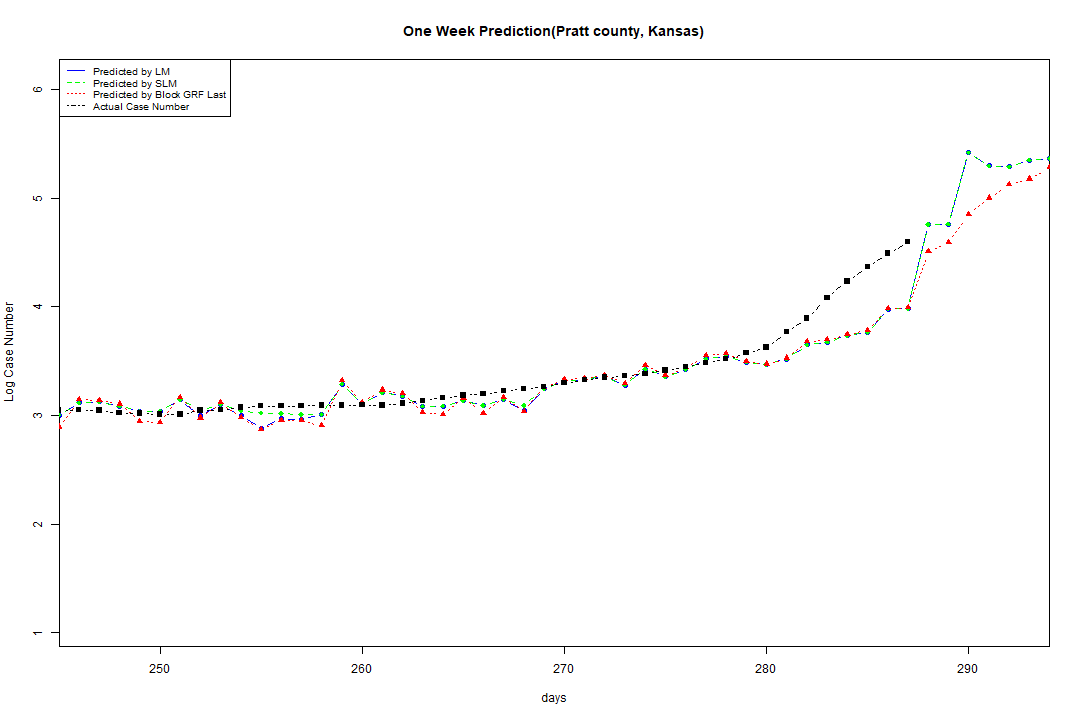 One Week Prediction(Pratt county, Kansas)
Predicted by LM
Predicted by SLM
Predicted by Block GRF Last
Actual Case Number
6
5
4
3
2
1
Log Case Number
250 260 270 280 290
days